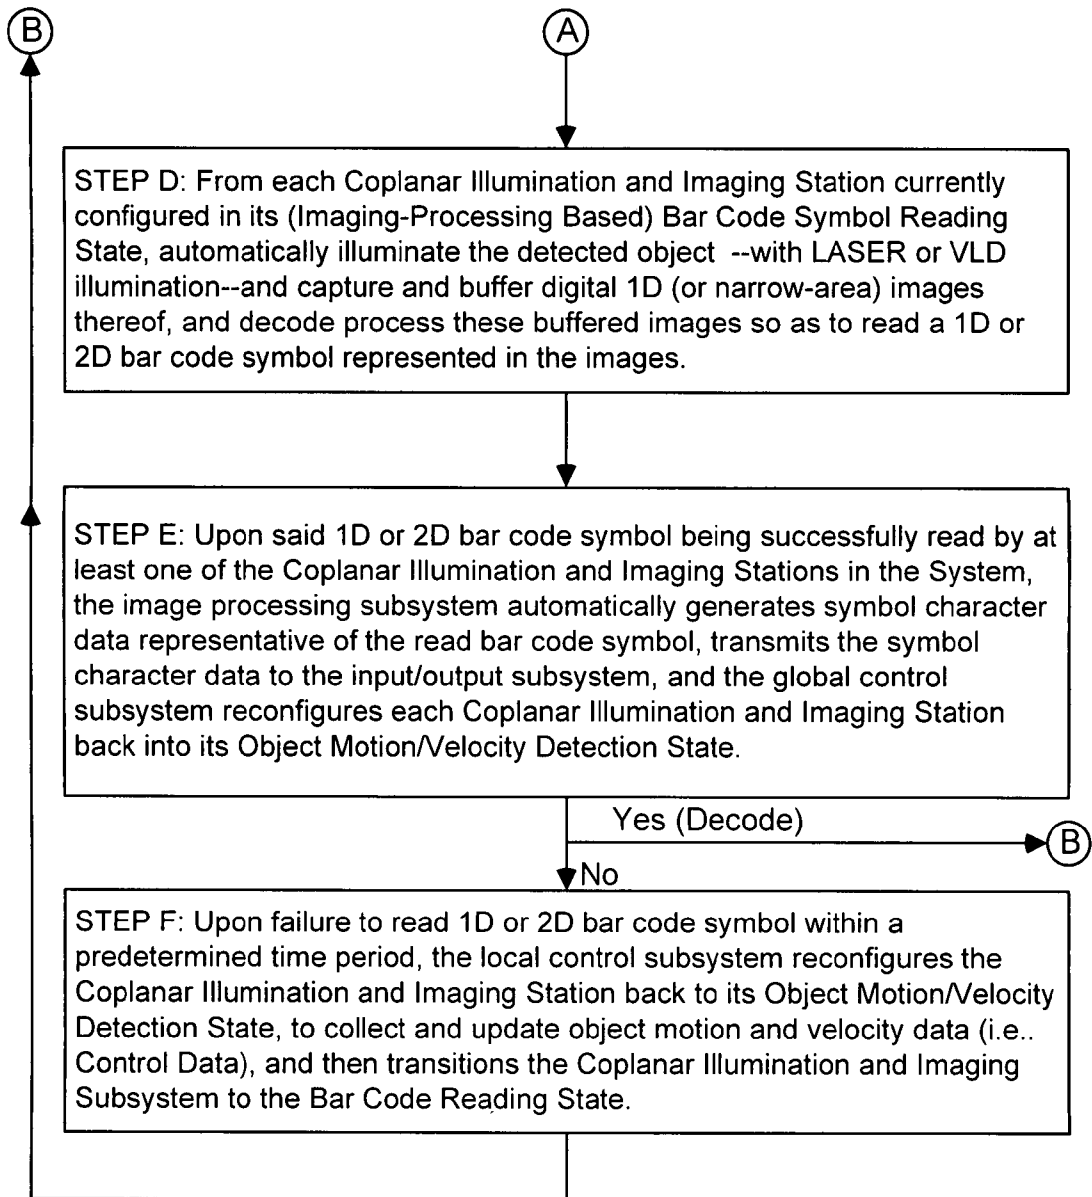 B
A
STEP D: From each Coplanar Illumination and Imaging Station currently
configured in its (Imaging-Processing Based) Bar Code Symbol Reading
State, automatically illuminate the detected object --with LASER or VLD
illumination--and capture and buffer digital 1D (or narrow-area) images
thereof, and decode process these buffered images so as to read a 1D or
2D bar code symbol represented in the images.
STEP E: Upon said 1D or 2D bar code symbol being successfully read by at
least one of the Coplanar Illumination and Imaging Stations in the System,
the image processing subsystem automatically generates symbol character
data representative of the read bar code symbol, transmits the symbol
character data to the input/output subsystem, and the global control
subsystem reconfigures each Coplanar Illumination and Imaging Station
back into its Object Motion/Velocity Detection State.
Yes (Decode)
B
No
STEP F: Upon failure to read 1D or 2D bar code symbol within a
predetermined time period, the local control subsystem reconfigures the
Coplanar Illumination and Imaging Station back to its Object Motion/Velocity
Detection State, to collect and update object motion and velocity data (i.e..
Control Data), and then transitions the Coplanar Illumination and Imaging
Subsystem to the Bar Code Reading State.